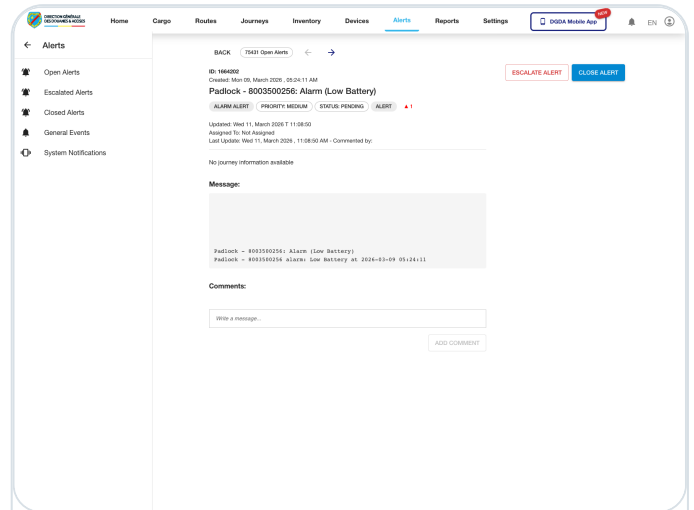 DIRECTION GÉNÉRALE
DES DOUANES & ACCISES
Home
Cargo
Routes
Journeys
Inventory
Devices
Alerts
Reports
Settings
DGDA Mobile App
NEW
EN
Alerts
Open Alerts
Escalated Alerts
Closed Alerts
General Events
System Notifications
BACK
75431 Open Alerts
ID: 1664202
Created: Mon 09, March 2026 , 05:24:11 AM
Padlock - 8003500256: Alarm (Low Battery)
ESCALATE ALERT
CLOSE ALERT
ALARM ALERT
PRIORITY: MEDIUM
STATUS: PENDING
ALERT
1
Updated: Wed 11, March 2026 T 11:08:50
Assigned To: Not Assigned
Last Update: Wed 11, March 2026 , 11:08:50 AM - Commented by:
No journey information available
Message:
Padlock - 8003500256: Alarm (Low Battery)
Padlock - 8003500256 alarm: Low Battery at 2026-03-09 05:24:11
Comments:
Write a message...
ADD COMMENT